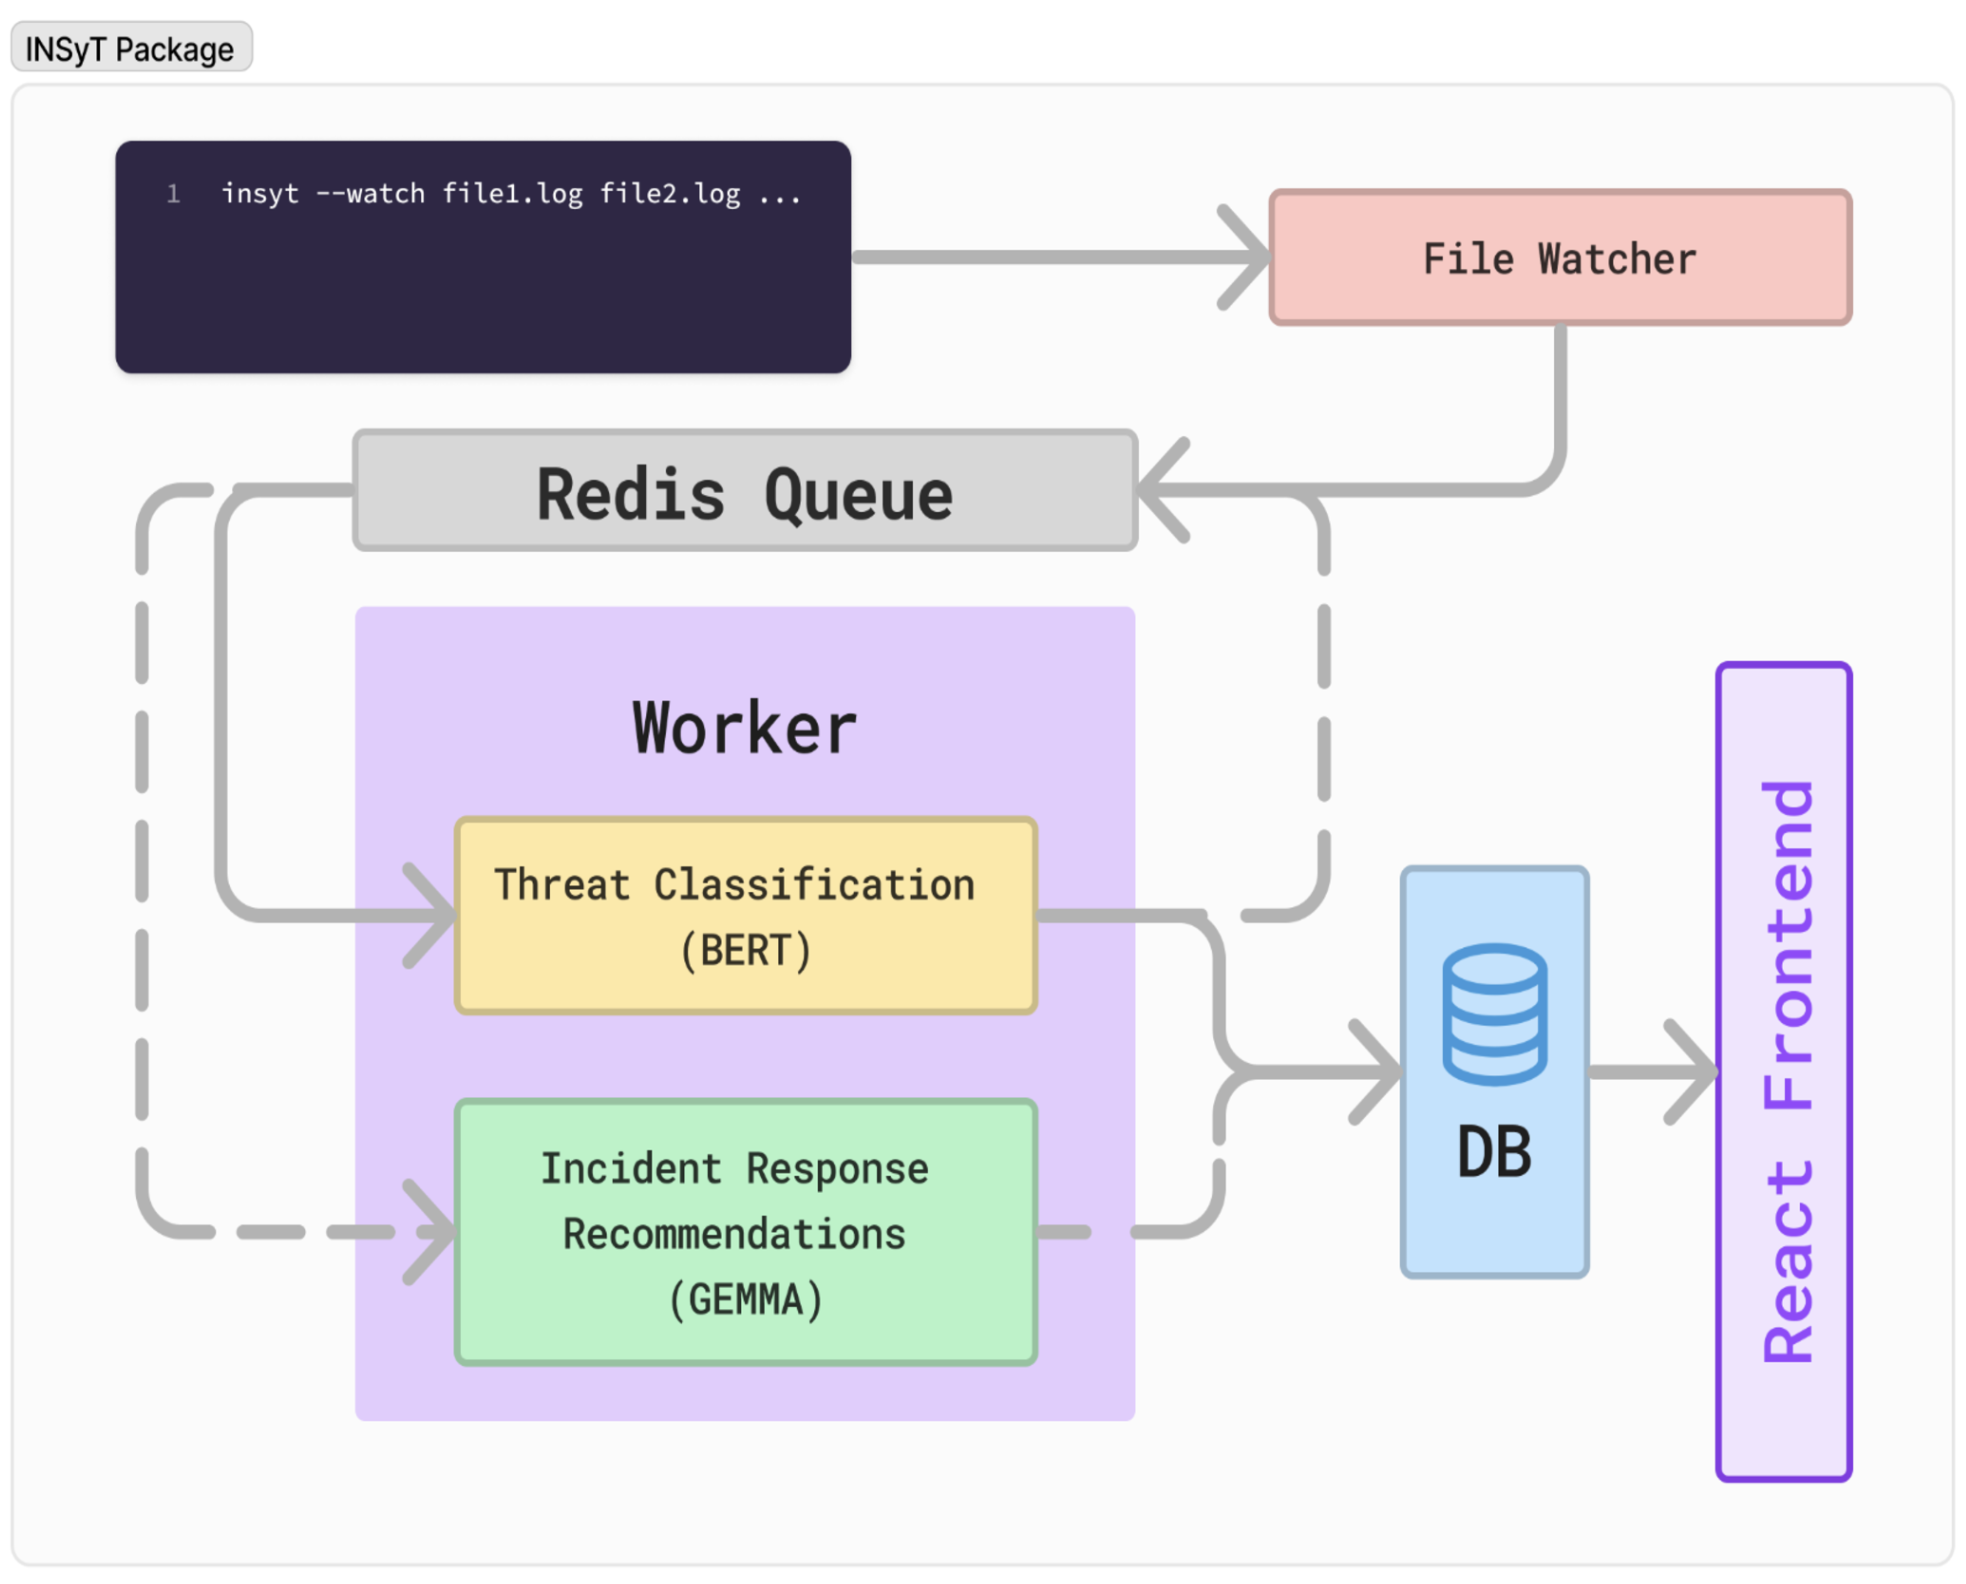 INSyT Package
1 insyt --watch file1.log file2.log ...
File Watcher
Redis Queue
Worker
Threat Classification
(BERT)
Incident Response
Recommendations
(GEMMA)
DB
React Frontend